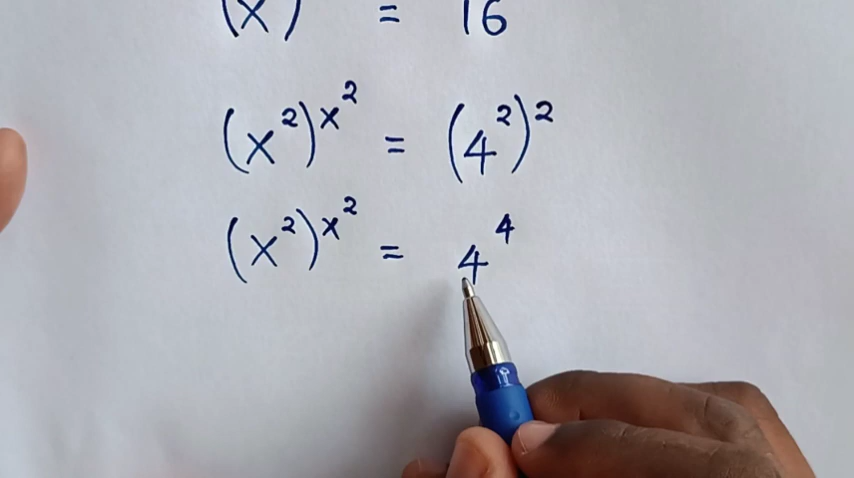 (x) = 16
(x²)^x² = (4²)²
(x²)^x² = 4⁴